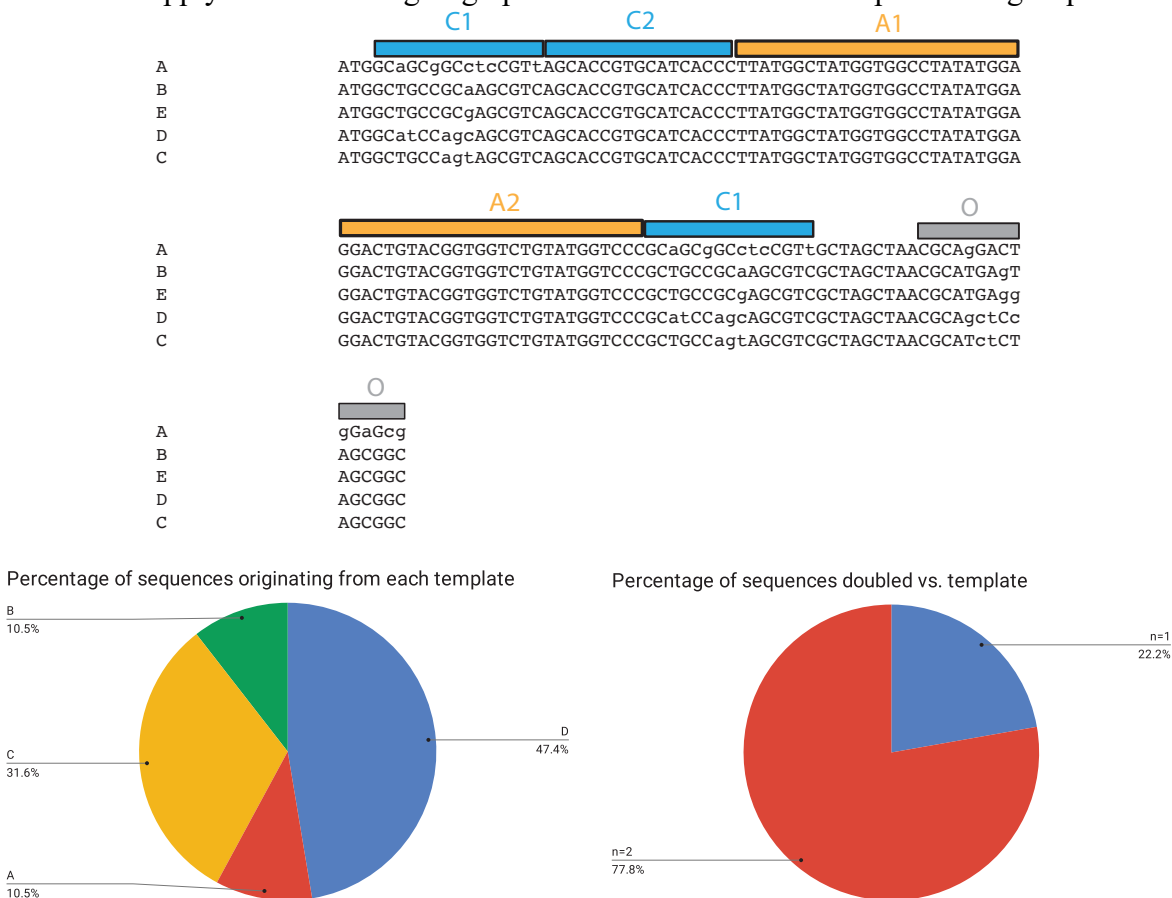 C1 C2 A1
A ATGGCaGCgGCctcCGTtAGCACCGTGCATCACCCTTATGGCTATGGTGGCCTATATGGA
B ATGGCTGCCGCaAGCGTCAGCACCGTGCATCACCCTTATGGCTATGGTGGCCTATATGGA
E ATGGCTGCCGCgAGCGTCAGCACCGTGCATCACCCTTATGGCTATGGTGGCCTATATGGA
D ATGGCatCCagcAGCGTCAGCACCGTGCATCACCCTTATGGCTATGGTGGCCTATATGGA
C ATGGCTGCCagtAGCGTCAGCACCGTGCATCACCCTTATGGCTATGGTGGCCTATATGGA
A2 C1 O
A GGACTGTACGGTGGTCTGTATGGTCCCGCaGCgGCctcCGTtGCTAGCTAACGCAgGACT
B GGACTGTACGGTGGTCTGTATGGTCCCGCTGCCGCaAGCGTCGCTAGCTAACGCATGAgT
E GGACTGTACGGTGGTCTGTATGGTCCCGCTGCCGCgAGCGTCGCTAGCTAACGCATGAgg
D GGACTGTACGGTGGTCTGTATGGTCCCGCatCCagcAGCGTCGCTAGCTAACGCAgctCc
C GGACTGTACGGTGGTCTGTATGGTCCCGCTGCCagtAGCGTCGCTAGCTAACGCATctCT
O
A gGaGcg
B AGCGGC
E AGCGGC
D AGCGGC
C AGCGGC
Percentage of sequences originating from each template
B
10.5%
D
47.4%
C
31.6%
A
10.5%
Percentage of sequences doubled vs. template
n=1
22.2%
n=2
77.8%